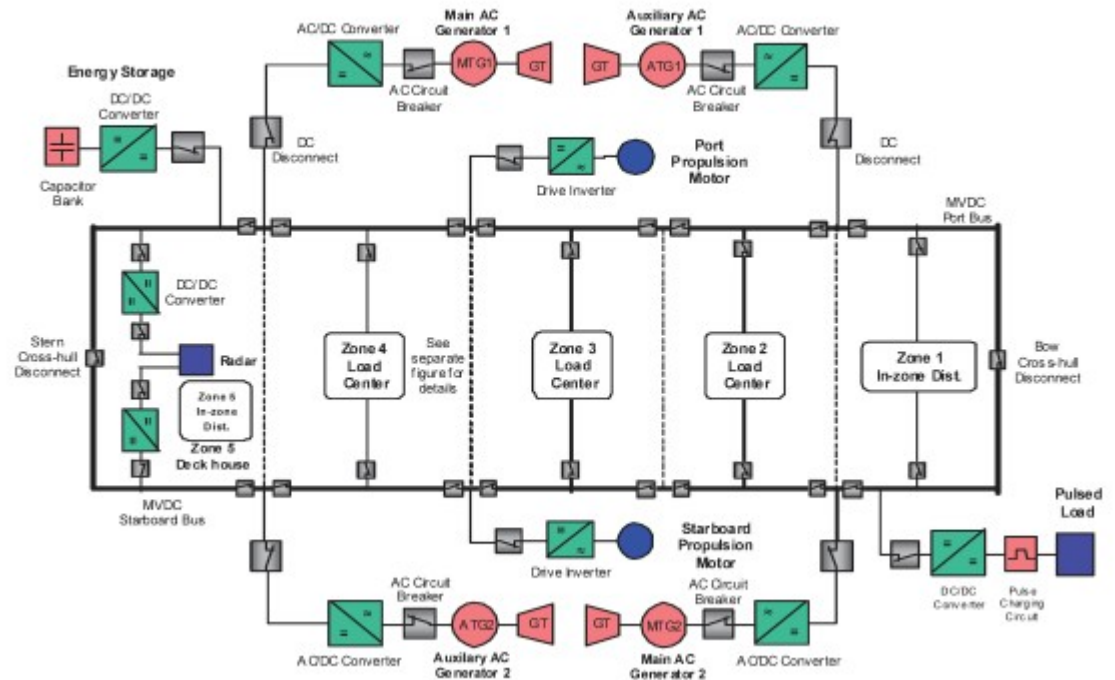 Main AC
Generator 1
Auxiliary AC
Generator 1
AC/DC Converter
AC/DC Converter
MTG1
GT
GT
ATG1
AC Circuit
Breaker
AC Circuit
Breaker
Energy Storage
DC/DC
Converter
Capacitor
Bank
DC
Disconnect
DC
Disconnect
Port
Propulsion
Motor
Drive Inverter
MVDC
Port Bus
DC/DC
Converter
Stern
Cross-hull
Disconnect
Radar
Zone 5
In-zone
Dist.
Zone 5
Deck house
Zone 4
Load
Center
See
separate
figure for
details
Zone 3
Load
Center
Zone 2
Load
Center
Zone 1
In-zone Dist.
Bow
Cross-hull
Disconnect
MVDC
Starboard Bus
Starboard
Propulsion
Motor
Drive Inverter
Pulsed
Load
DC/DC
Converter
Pulse
Charging
Circuit
AC Circuit
Breaker
AC Circuit
Breaker
ATG2
GT
GT
MTG2
AC/DC Converter
Auxilary AC
Generator 2
Main AC
Generator 2
AC/DC Converter